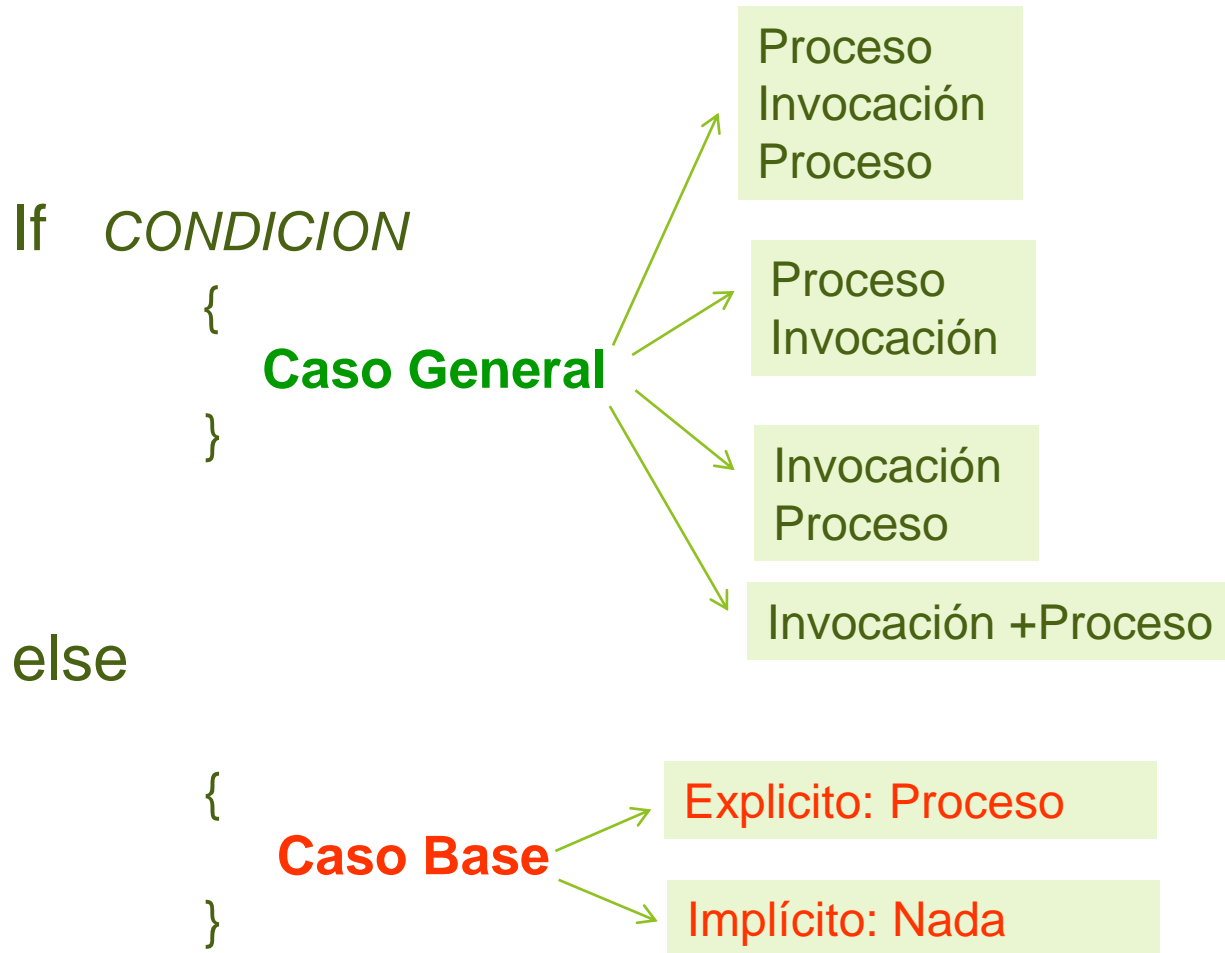 Proceso
Invocación
Proceso
If CONDICION
{
Caso General
}
Proceso
Invocación
Invocación
Proceso
Invocación +Proceso
else
{
Caso Base
}
Explicito: Proceso
Implícito: Nada